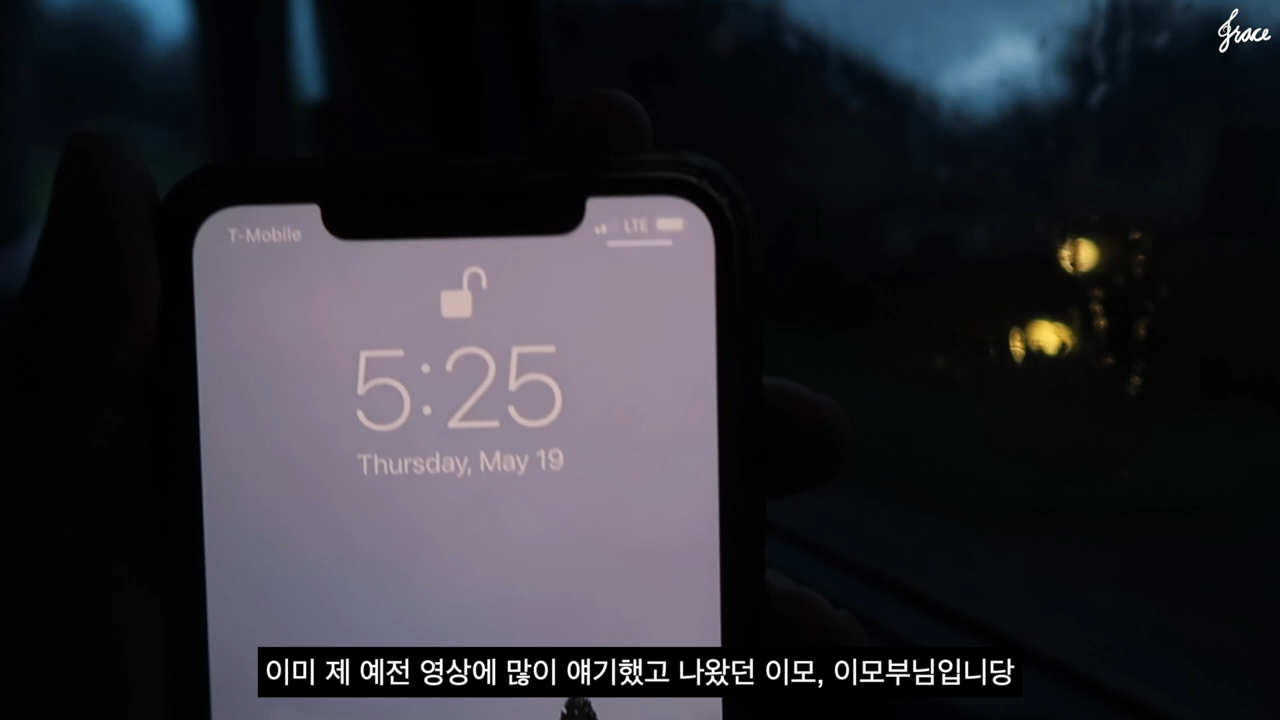 Grace
T-Mobile
LTE
5:25
Thursday, May 19
이미 제 예전 영상에 많이 얘기했고 나왔던 이모, 이모부님입니당